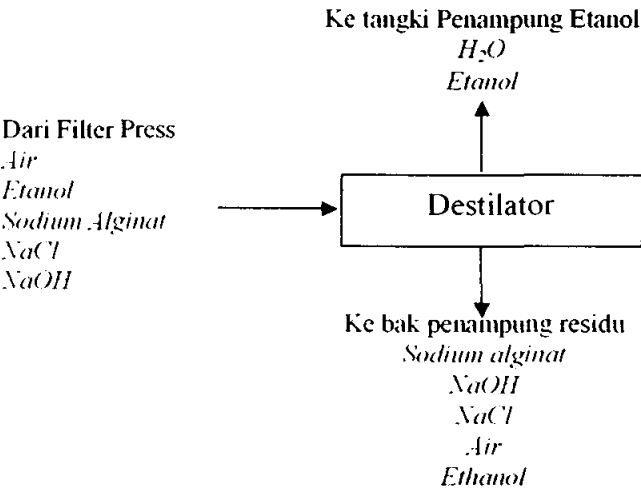 Ke tangki Penampung Etanol
H₂O
Etanol
Dari Filter Press
Air
Etanol
Sodium Alginat
NaCl
NaOH
Destilator
Ke bak penampung residu
Sodium alginat
NaOH
NaCl
Air
Ethanol